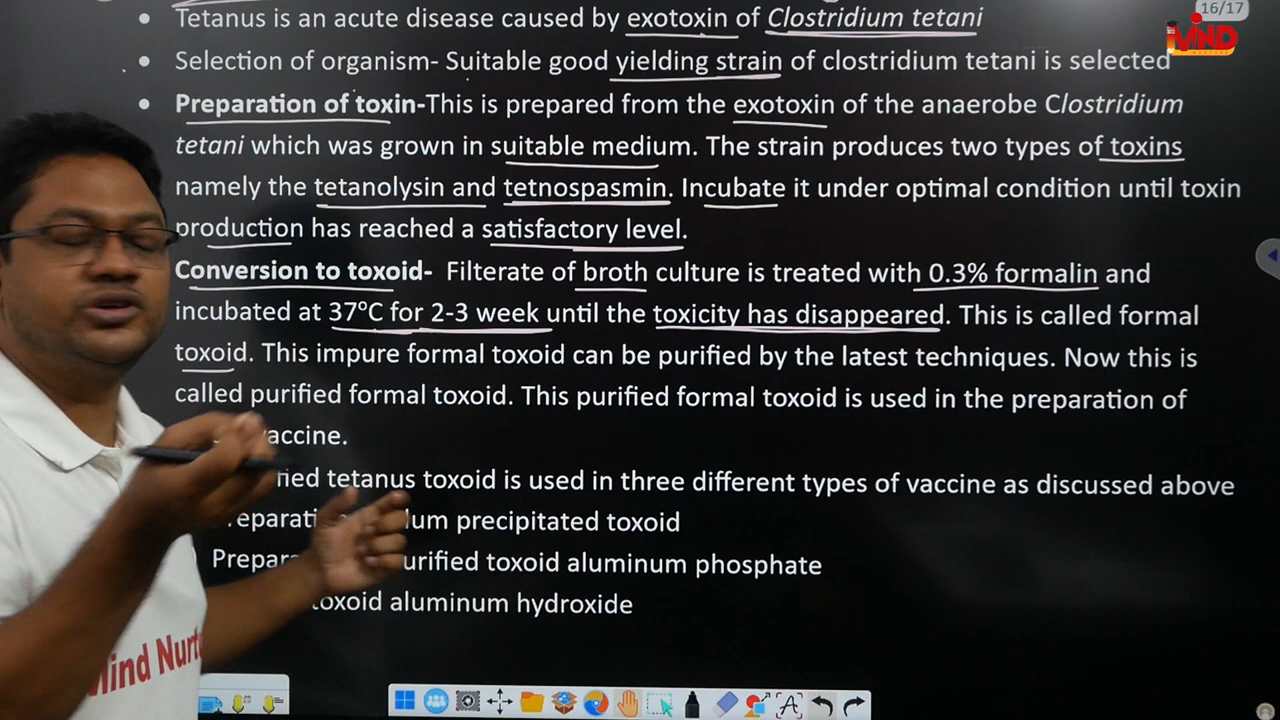 Tetanus is an acute disease caused by exotoxin of Clostridium tetani
16/17
MIND
Selection of organism- Suitable good yielding strain of clostridium tetani is selected
Preparation of toxin-This is prepared from the exotoxin of the anaerobe Clostridium
tetani which was grown in suitable medium. The strain produces two types of toxins
namely the tetanolysin and tetnospasmin. Incubate it under optimal condition until toxin
production has reached a satisfactory level.
Conversion to toxoid- Filterate of broth culture is treated with 0.3% formalin and
incubated at 37°C for 2-3 week until the toxicity has disappeared. This is called formal
toxoid. This impure formal toxoid can be purified by the latest techniques. Now this is
called purified formal toxoid. This purified formal toxoid is used in the preparation of
vaccine.
tetanus toxoid is used in three different types of vaccine as discussed above
precipitated toxoid
toxoid aluminum phosphate
toxoid aluminum hydroxide
Mind